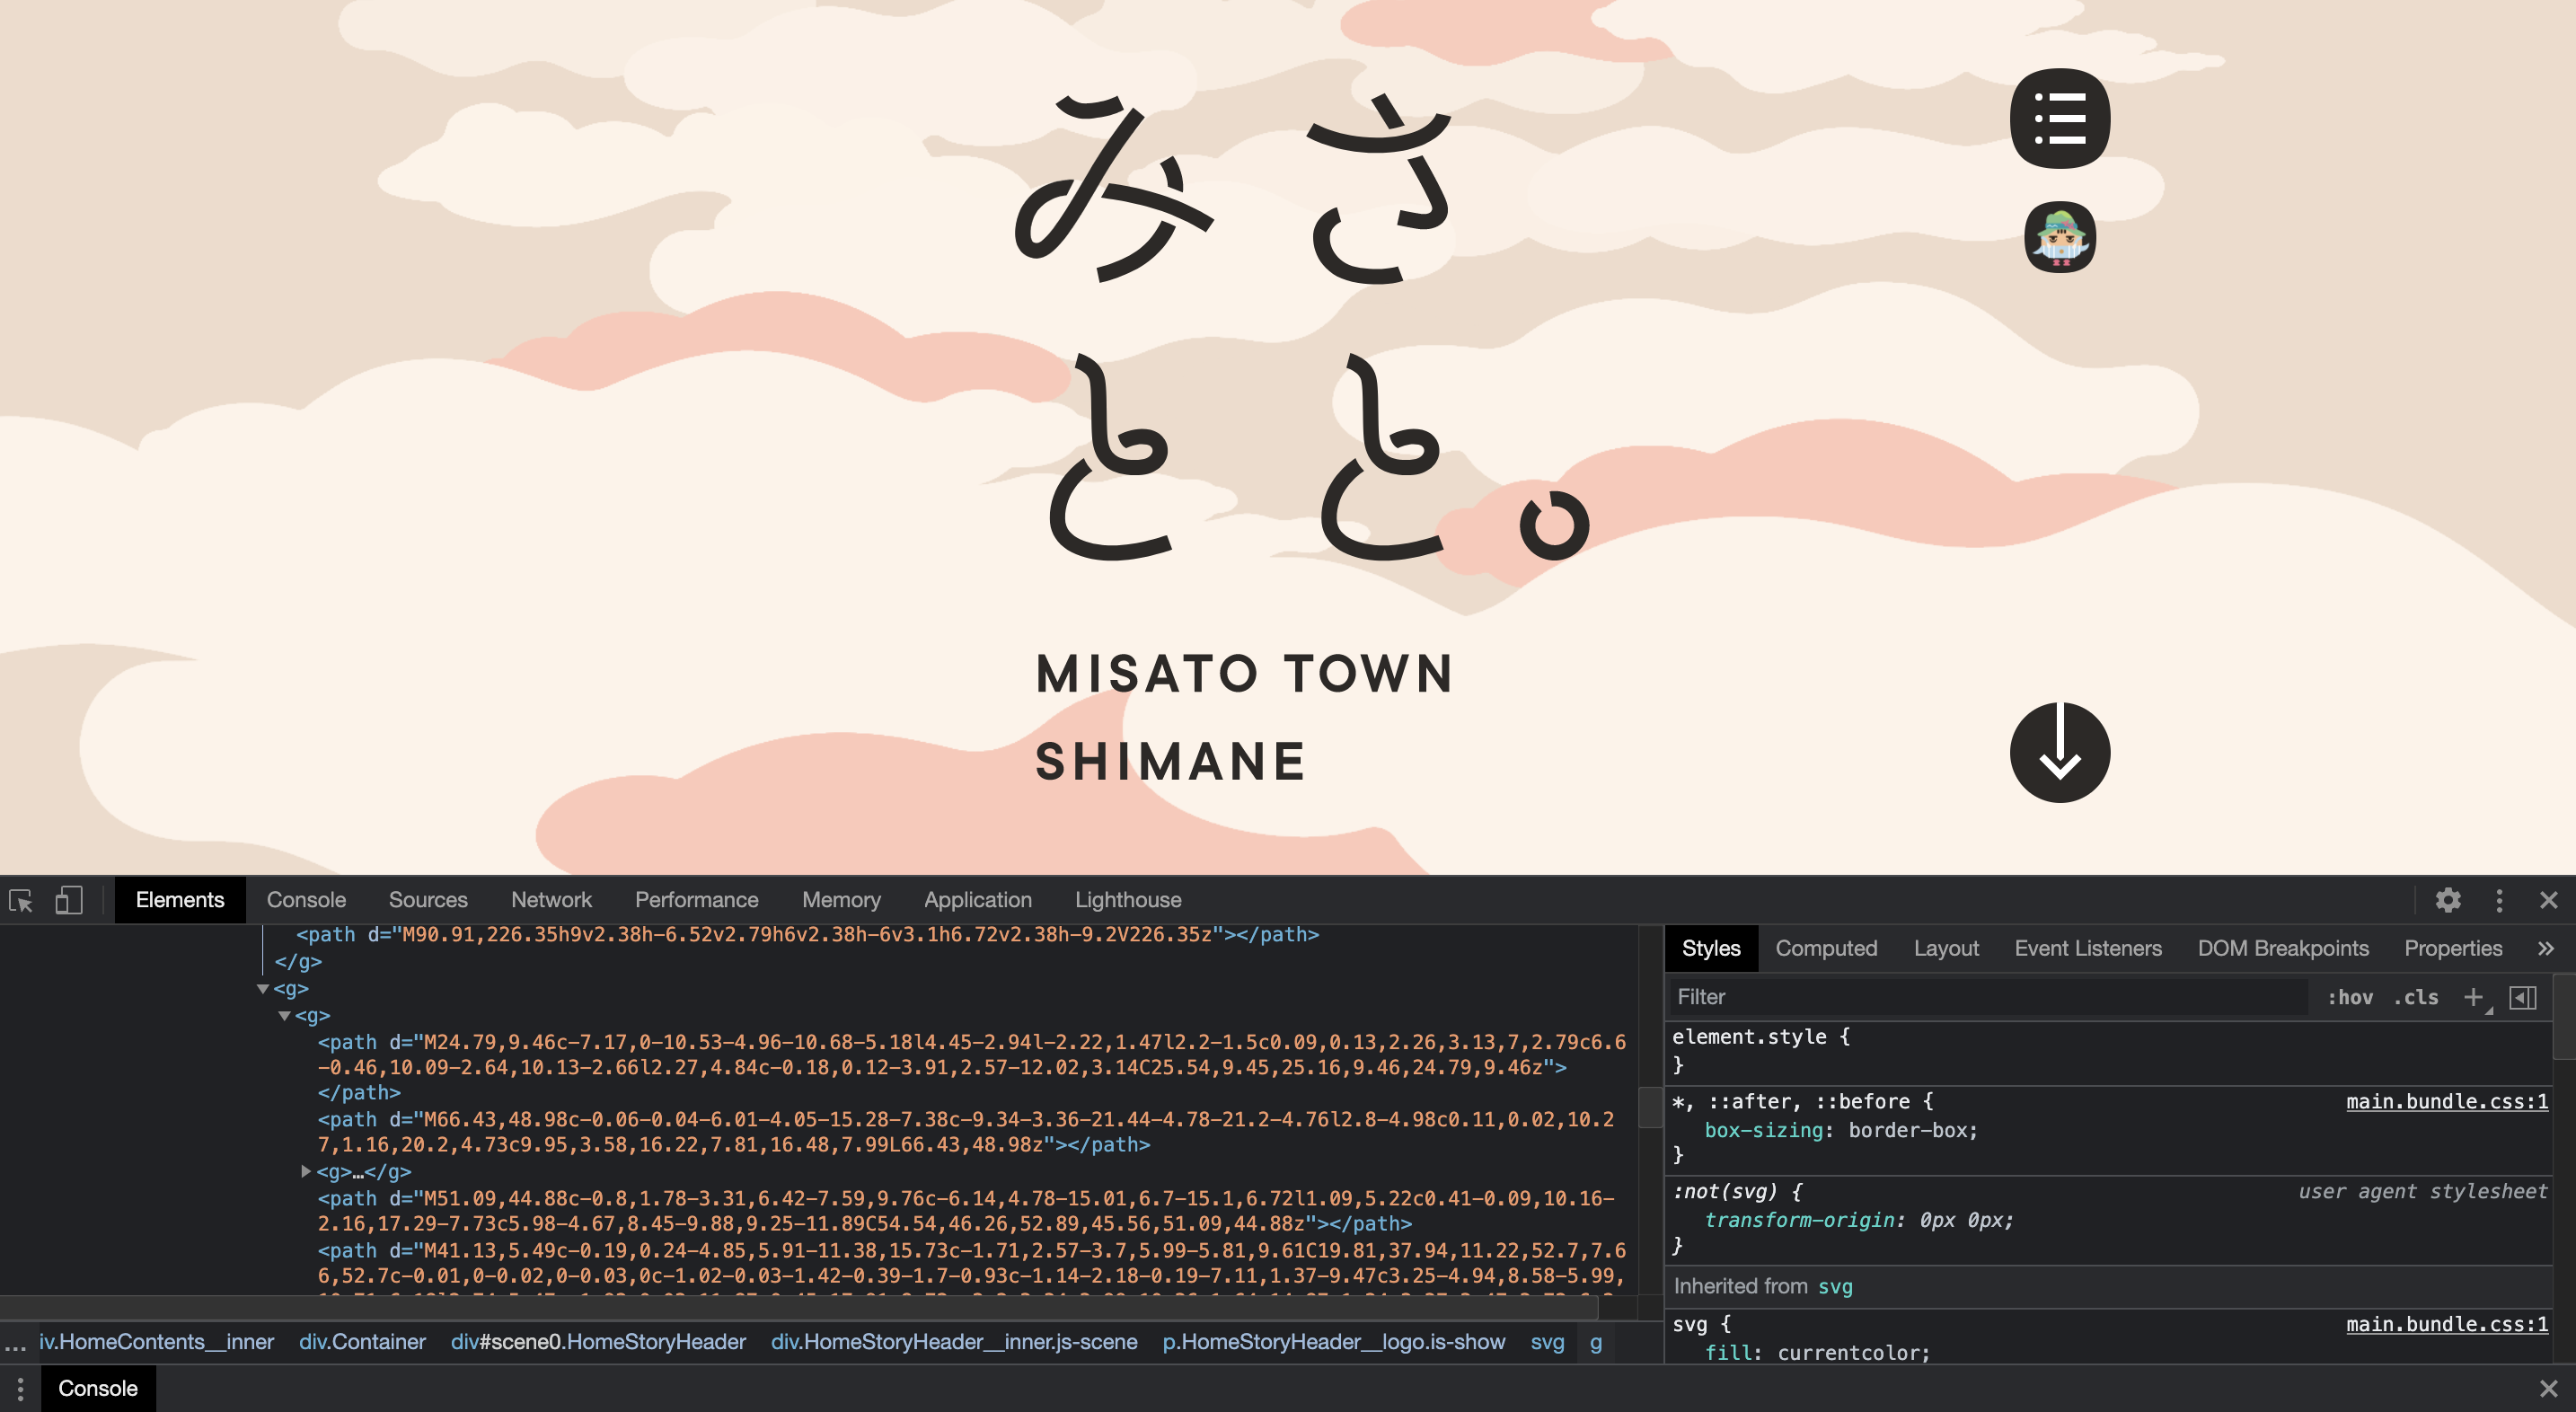 みさ
とと。
MISATO TOWN
SHIMANE
Elements Console Sources Network Performance Memory Application Lighthouse
<path d="M90.91,226.35h9v2.38h-6.52v2.79h6v2.38h-6v3.1h6.72v2.38h-9.2V226.35z"></path>
</g>
▼<g>
▼<g>
<path d="M24.79,9.46c-7.17,0-10.53-4.96-10.68-5.18l4.45-2.94l-2.22,1.47l2.2-1.5c0.09,0.13,2.26,3.13,7,2.79c6.6
-0.46,10.09-2.64,10.13-2.66l2.27,4.84c-0.18,0.12-3.91,2.57-12.02,3.14C25.54,9.45,25.16,9.46,24.79,9.46z">
</path>
<path d="M66.43,48.98c-0.06-0.04-6.01-4.05-15.28-7.38c-9.34-3.36-21.44-4.78-21.2-4.76l2.8-4.98c0.11,0.02,10.2
7,1.16,20.2,4.73c9.95,3.58,16.22,7.81,16.48,7.99L66.43,48.98z"></path>
▶<g>…</g>
<path d="M51.09,44.88c-0.8,1.78-3.31,6.42-7.59,9.76c-6.14,4.78-15.01,6.7-15.1,6.72l1.09,5.22c0.41-0.09,10.16-
2.16,17.29-7.73c5.98-4.67,8.45-9.88,9.25-11.89C54.54,46.26,52.89,45.56,51.09,44.88z"></path>
<path d="M41.13,5.49c-0.19,0.24-4.85,5.91-11.38,15.73c-1.71,2.57-3.7,5.99-5.81,9.61C19.81,37.94,11.22,52.7,7.6
6,52.7c-0.01,0-0.02,0-0.03,0c-1.02-0.03-1.42-0.39-1.7-0.93c-1.14-2.18-0.19-7.11,1.37-9.47c3.25-4.94,8.58-5.99,
... iv.HomeContents__inner div.Container div#scene0.HomeStoryHeader div.HomeStoryHeader__inner.js-scene p.HomeStoryHeader__logo.is-show svg g
Console
Styles Computed Layout Event Listeners DOM Breakpoints Properties »
Filter :hov .cls +
element.style {
}
*, ::after, ::before { main.bundle.css:1
box-sizing: border-box;
}
:not(svg) { user agent stylesheet
transform-origin: 0px 0px;
}
Inherited from svg
svg { main.bundle.css:1
fill: currentcolor;